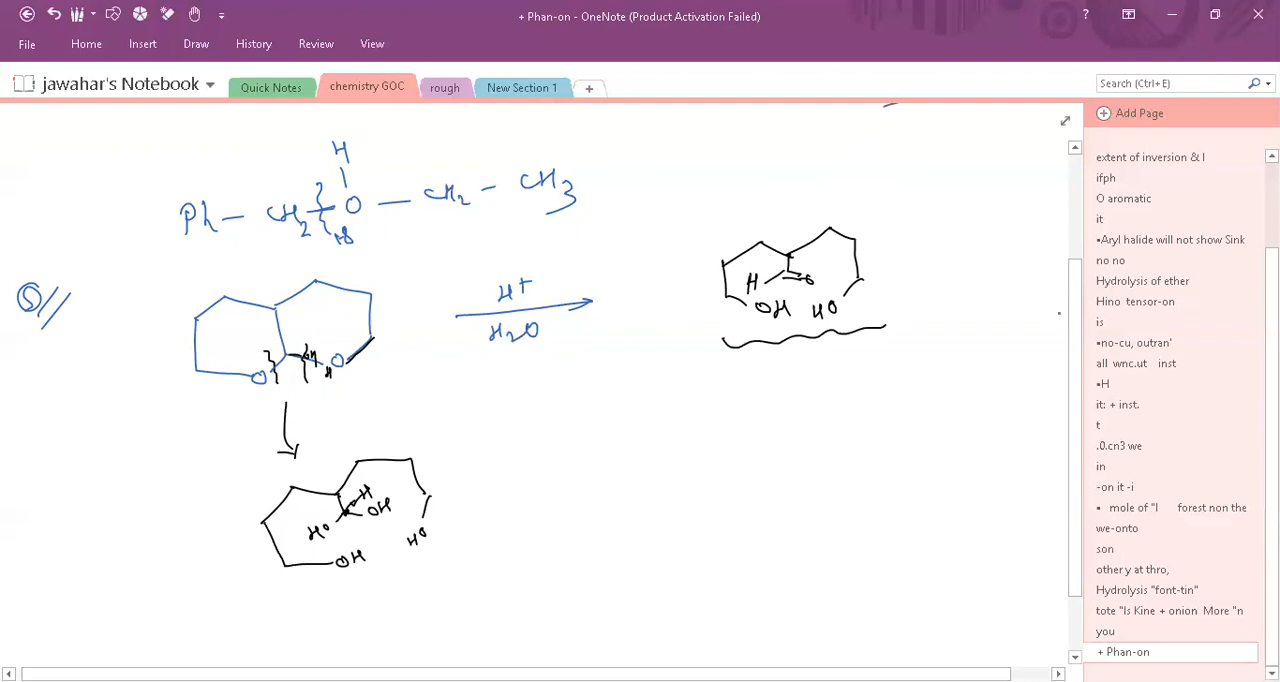 + Phan-on - OneNote (Product Activation Failed)
?
File Home Insert Draw History Review View
jawahar's Notebook
Quick Notes
chemistry GOC
rough
New Section 1
+
Search (Ctrl+E)
Add Page
extent of inversion & l
ifph
O aromatic
it
•Aryl halide will not show Sink
no no
Hydrolysis of ether
Hino tensor-on
is
•no-cu, outran'
all wnc.ut inst
•H
it: + inst.
t
.0.cn3 we
in
-on it -i
• mole of "l forest non the
we-onto
son
other y at thro,
Hydrolysis "font-tin"
tote "Is Kine + onion More "n
you
+ Phan-on
H
Ph - CH2 - O - CH2 - CH3
H+
H2O
O
O
H
O
OH HO
H
HO OH
OH
HO